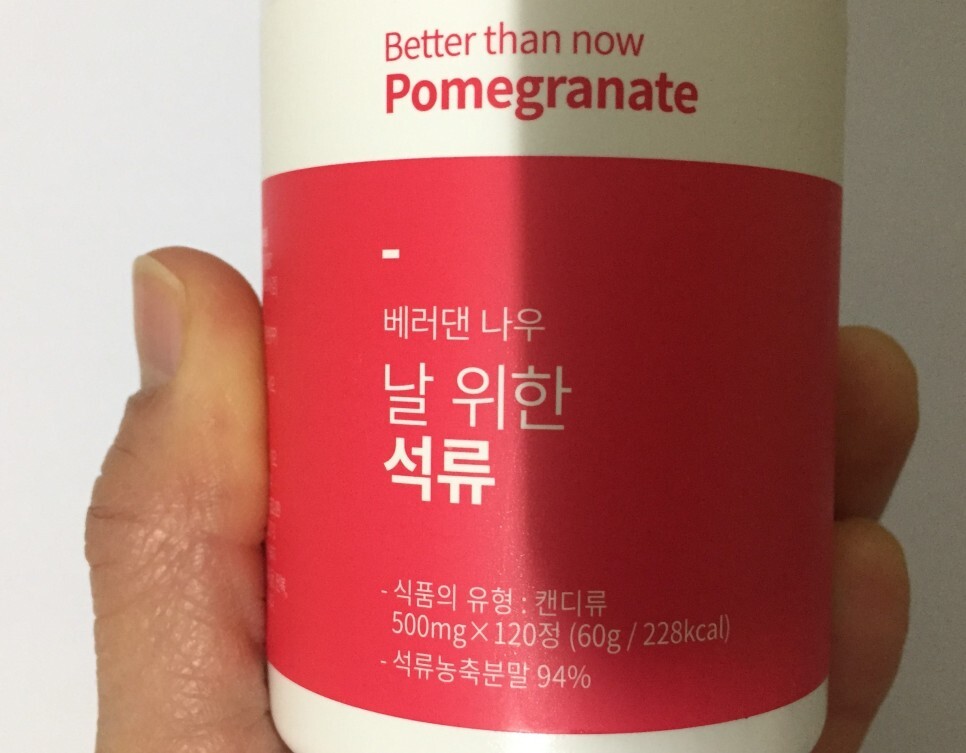 Better than now
Pomegranate
-
베러댄 나우
날 위한
석류
- 식품의 유형 : 캔디류
500mg×120정 (60g / 228kcal)
- 석류농축분말 94%